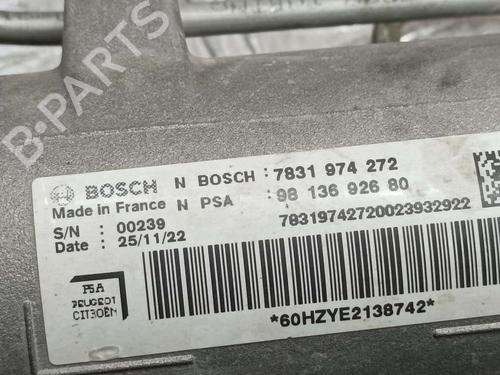 B-PARTS
BOSCH N BOSCH : 7831 974 272
Made in France N PSA : 98 136 926 80
S/N : 00239 78319742720023932922
Date : 25/11/22
PSA
PEUGEOT
CITROËN
*60HZYE2138742*